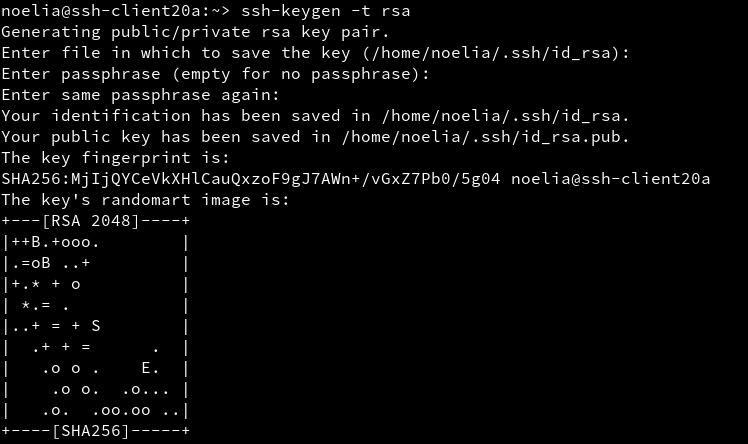 noelia@ssh-client20a:~> ssh-keygen -t rsa
Generating public/private rsa key pair.
Enter file in which to save the key (/home/noelia/.ssh/id_rsa):
Enter passphrase (empty for no passphrase):
Enter same passphrase again:
Your identification has been saved in /home/noelia/.ssh/id_rsa.
Your public key has been saved in /home/noelia/.ssh/id_rsa.pub.
The key fingerprint is:
SHA256:MjIjQYCeVkXHlCauQxzoF9gJ7AWn+/vGxZ7Pb0/5g04 noelia@ssh-client20a
The key's randomart image is:
+---[RSA 2048]----+
|++B.+ooo.        |
|.=oB ..+         |
|+.* + o          |
| *.= .           |
|..+ = + S        |
|  .+ + =      .  |
|   .o o .    E.  |
|    .o o.  .o... |
|   .o.  .oo.oo ..|
+----[SHA256]-----+